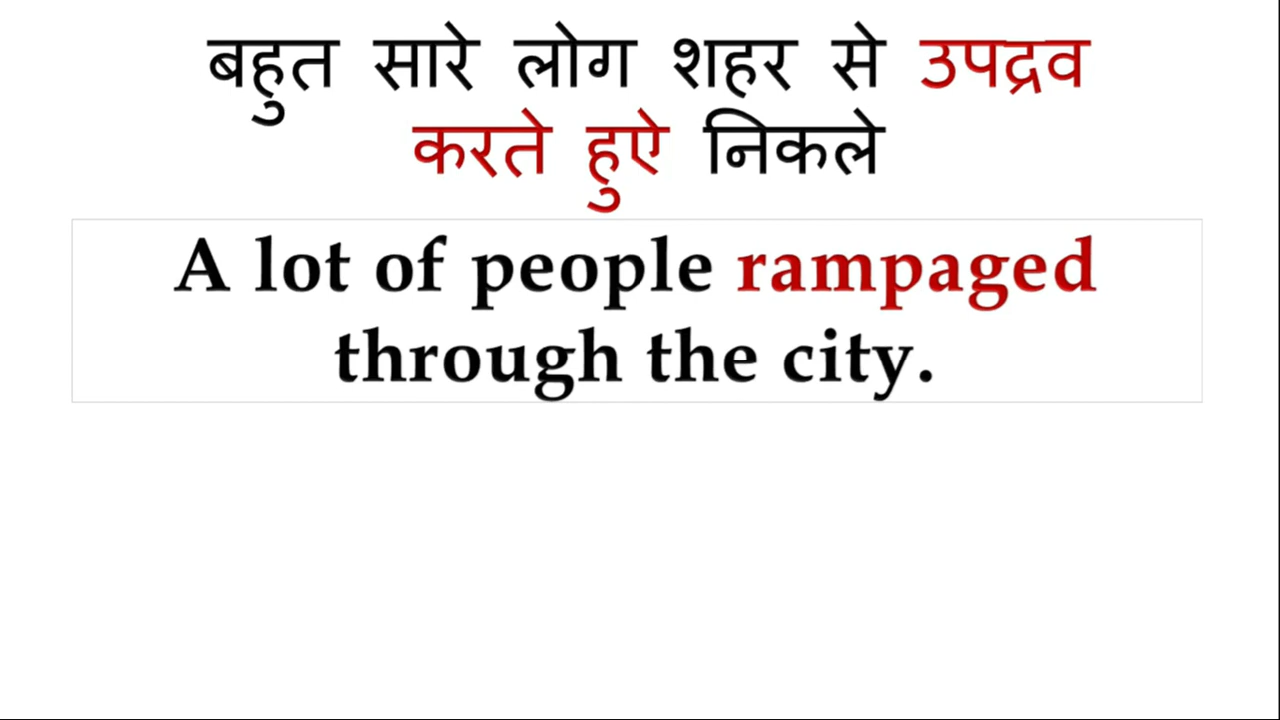 बहुत सारे लोग शहर से उपद्रव
करते हुऐ निकले
A lot of people rampaged
through the city.